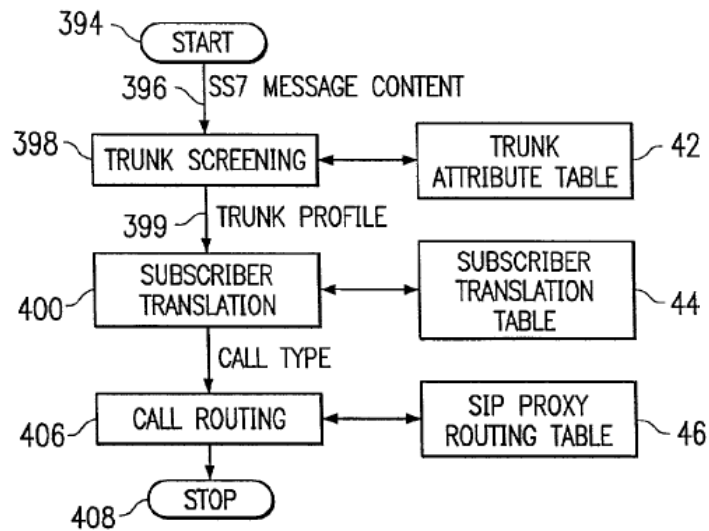 394
START
396
SS7 MESSAGE CONTENT
398
TRUNK SCREENING
TRUNK
ATTRIBUTE TABLE
42
399
TRUNK PROFILE
400
SUBSCRIBER
TRANSLATION
SUBSCRIBER
TRANSLATION
TABLE
44
CALL TYPE
406
CALL ROUTING
SIP PROXY
ROUTING TABLE
46
408
STOP